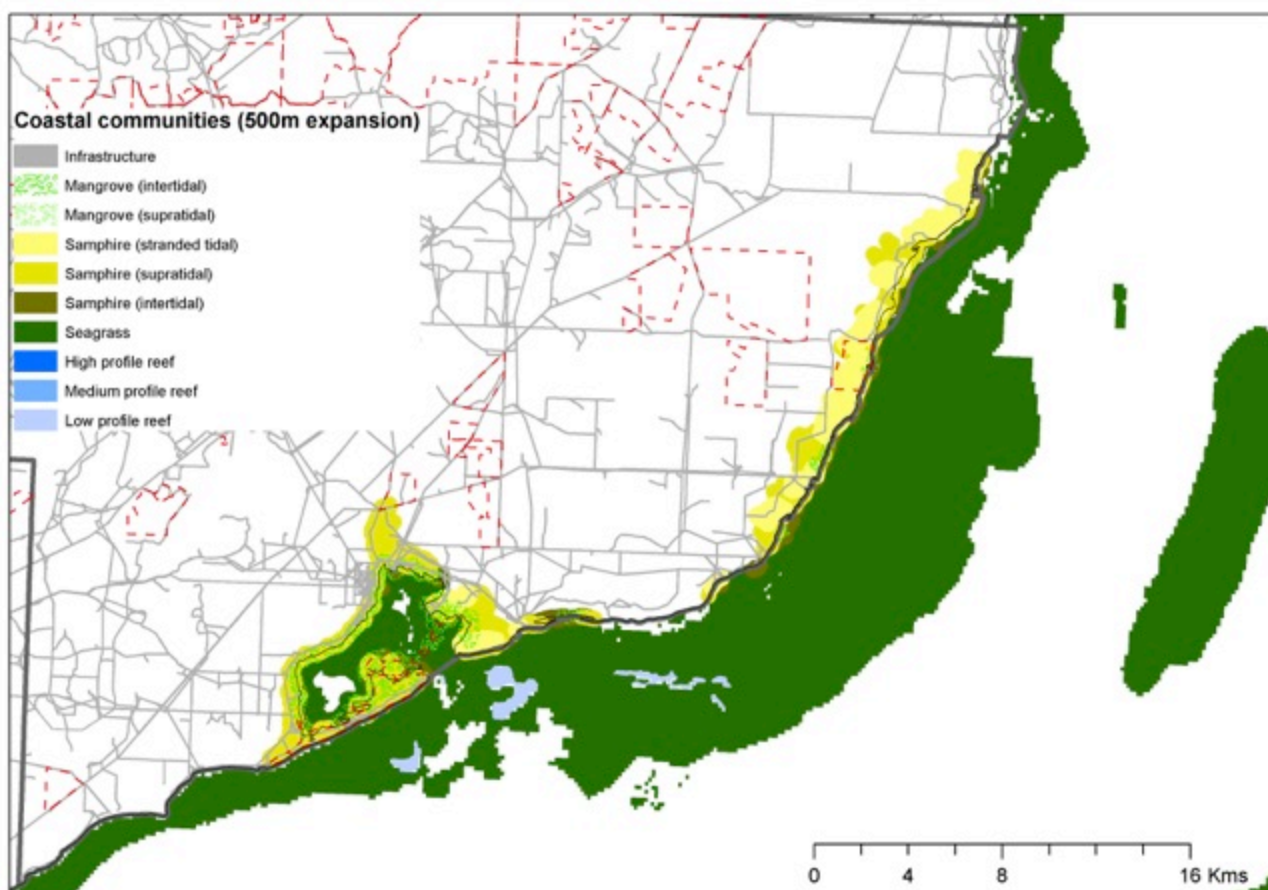 Coastal communities (500m expansion)
Infrastructure
Mangrove (intertidal)
Mangrove (supratidal)
Samphire (stranded tidal)
Samphire (supratidal)
Samphire (intertidal)
Seagrass
High profile reef
Medium profile reef
Low profile reef
0 4 8 16 Kms